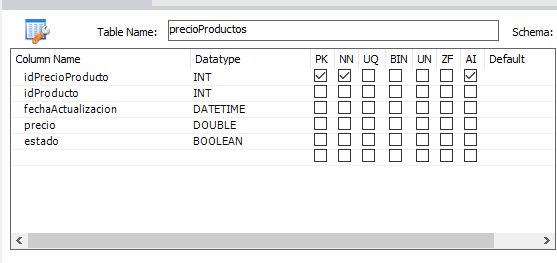 Table Name: precioProductos Schema:
Column Name Datatype PK NN UQ BIN UN ZF AI Default
idPrecioProducto INT
idProducto INT
fechaActualizacion DATETIME
precio DOUBLE
estado BOOLEAN